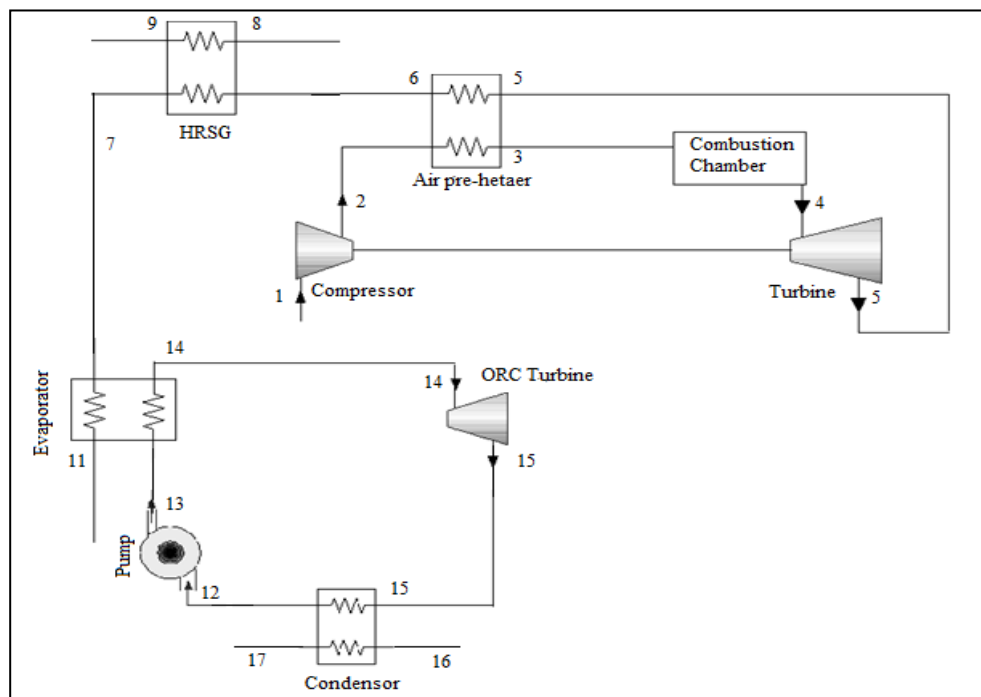 9
8
6
5
7
HRSG
3
Combustion
Chamber
Air pre-hetaer
2
4
1
Compressor
Turbine
5
14
14
ORC Turbine
Evaporator
11
15
13
Pump
12
15
17
16
Condensor